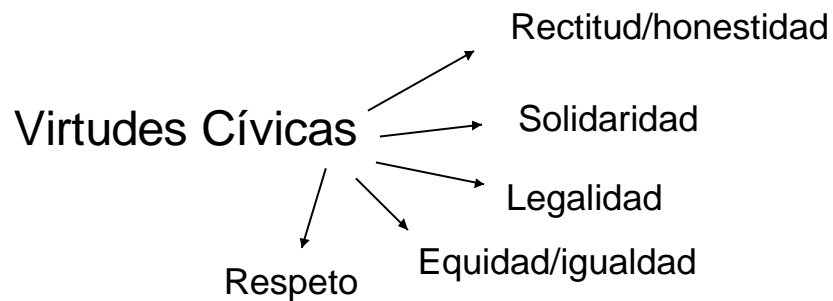 Rectitud/honestidad
Virtudes Cívicas
Solidaridad
Legalidad
Equidad/igualdad
Respeto